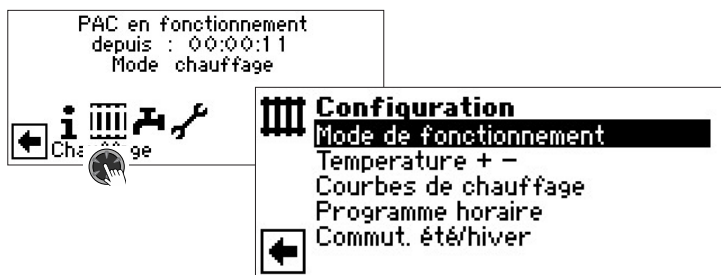 PAC en fonctionnement
depuis : 00:00:11
Mode chauffage
i
Configuration
Mode de fonctionnement
Temperature + -
Courbes de chauffage
Programme horaire
Commut. été/hiver